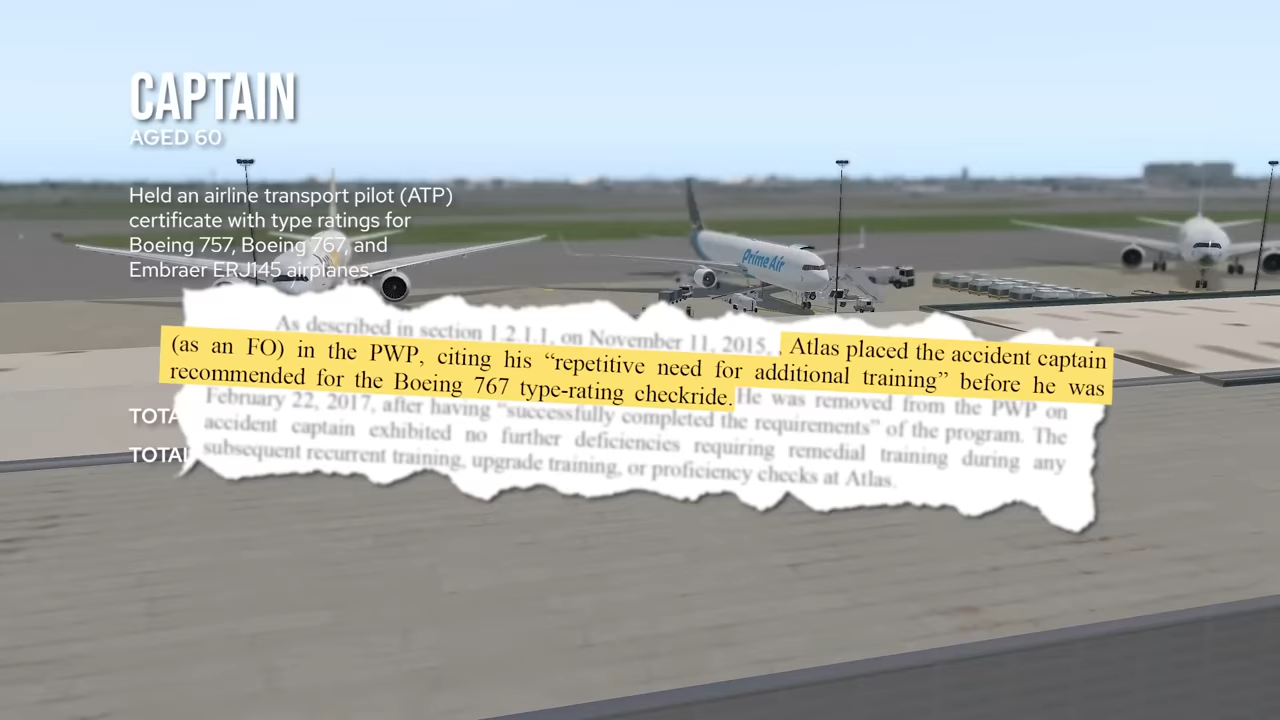 CAPTAIN
AGED 60
Held an airline transport pilot (ATP)
certificate with type ratings for
Boeing 757, Boeing 767, and
Embraer ERJ145 airplanes.
Prime Air
As described in section 1.2.1.1, on November 11, 2015, , Atlas placed the accident captain
(as an FO) in the PWP, citing his “repetitive need for additional training” before he was
recommended for the Boeing 767 type-rating checkride. He was removed from the PWP on
February 22, 2017, after having “successfully completed the requirements” of the program. The
accident captain exhibited no further deficiencies requiring remedial training during any
subsequent recurrent training, upgrade training, or proficiency checks at Atlas.